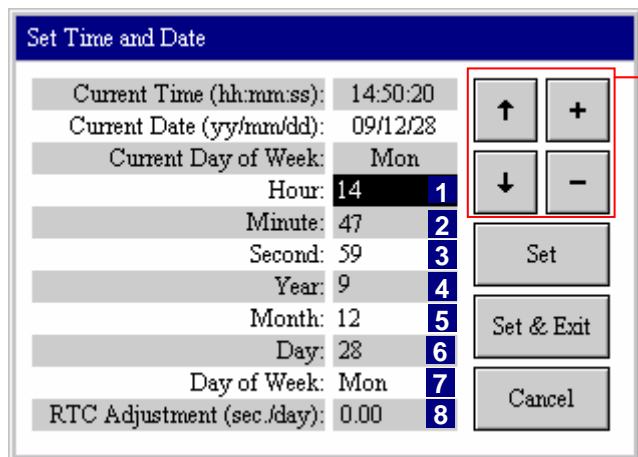 Set Time and Date
Current Time (hh:mm:ss): 14:50:20
Current Date (yy/mm/dd): 09/12/28
Current Day of Week: Mon
Hour: 14 1
Minute: 47 2
Second: 59 3
Year: 9 4
Month: 12 5
Day: 28 6
Day of Week: Mon 7
RTC Adjustment (sec./day): 0.00 8
↑ +
↓ −
Set
Set & Exit
Cancel